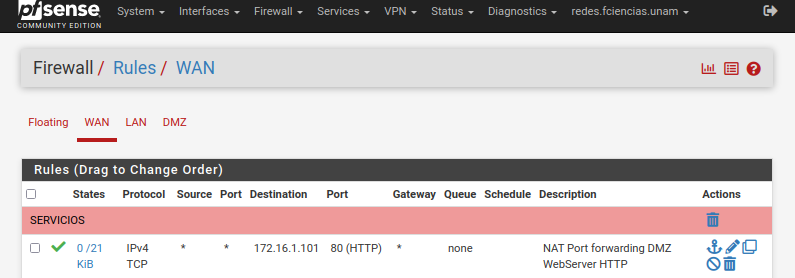 pfsense
COMMUNITY EDITION
System Interfaces Firewall Services VPN Status Diagnostics redes.fciencias.unam
Firewall / Rules / WAN
Floating WAN LAN DMZ
Rules (Drag to Change Order)
States Protocol Source Port Destination Port Gateway Queue Schedule Description Actions
SERVICIOS
0 /21 IPv4 * * 172.16.1.101 80 (HTTP) * none NAT Port forwarding DMZ
KiB TCP WebServer HTTP